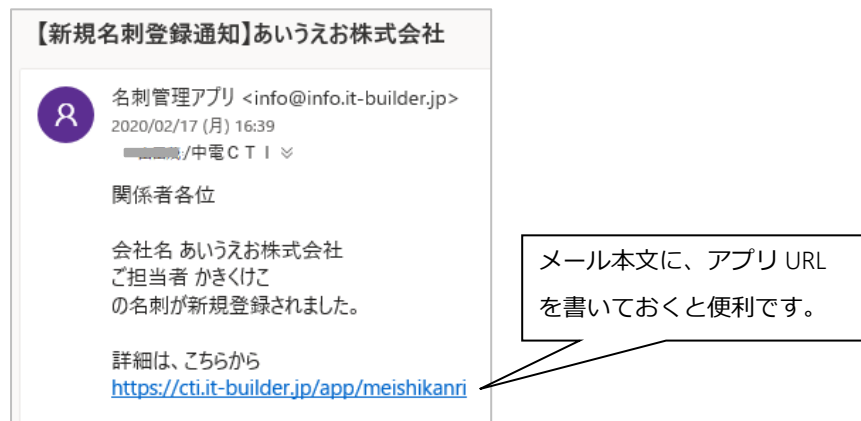 【新規名刺登録通知】あいうえお株式会社
名刺管理アプリ <info@info.it-builder.jp>
2020/02/17 (月) 16:39
/中電ＣＴＩ
関係者各位
会社名 あいうえお株式会社
ご担当者 かきくけこ
の名刺が新規登録されました。
詳細は、こちらから
https://cti.it-builder.jp/app/meishikanri
メール本文に、アプリ URL
を書いておくと便利です。